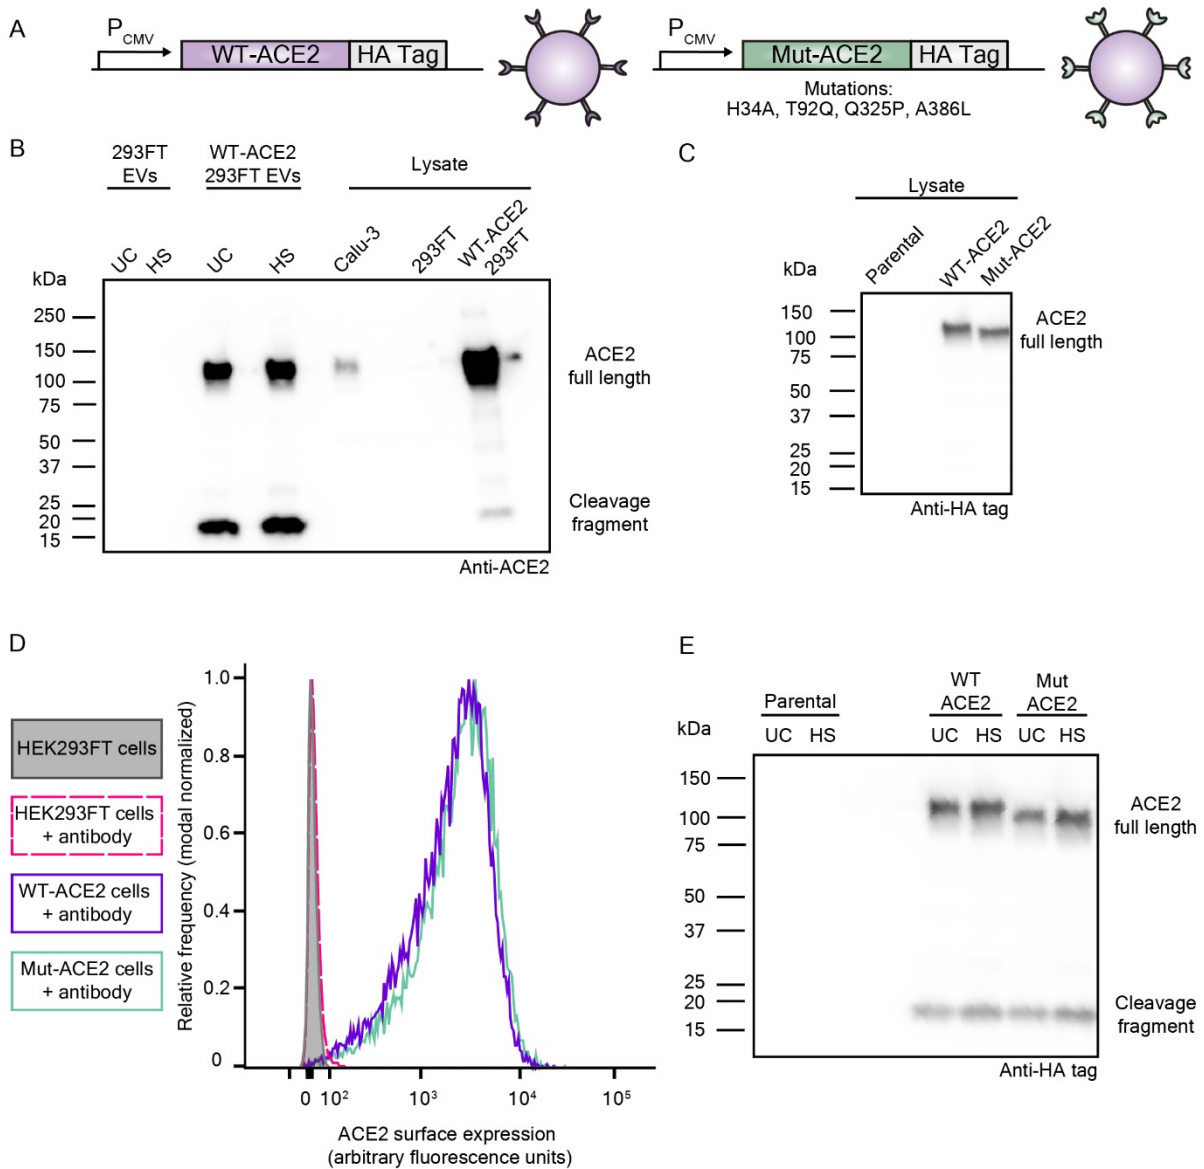 A
P_CMV
WT-ACE2 HA Tag
P_CMV
Mut-ACE2 HA Tag
Mutations:
H34A, T92Q, Q325P, A386L
B
293FT
EVs
WT-ACE2
293FT EVs
Lysate
UC
HS
UC
HS
Calu-3
293FT
WT-ACE2
293FT
kDa
250
150
100
75
50
37
25
20
15
ACE2
full length
Cleavage
fragment
Anti-ACE2
C
Lysate
Parental
WT-ACE2
Mut-ACE2
kDa
150
100
75
50
37
25
20
15
ACE2
full length
Anti-HA tag
D
HEK293FT cells
HEK293FT cells
+ antibody
WT-ACE2 cells
+ antibody
Mut-ACE2 cells
+ antibody
Relative frequency (modal normalized)
1.0
0.8
0.6
0.4
0.2
0
0 10² 10³ 10⁴ 10⁵
ACE2 surface expression
(arbitrary fluorescence units)
E
Parental
UC HS
WT
ACE2
UC HS
Mut
ACE2
UC HS
kDa
150
100
75
50
37
25
20
15
ACE2
full length
Cleavage
fragment
Anti-HA tag